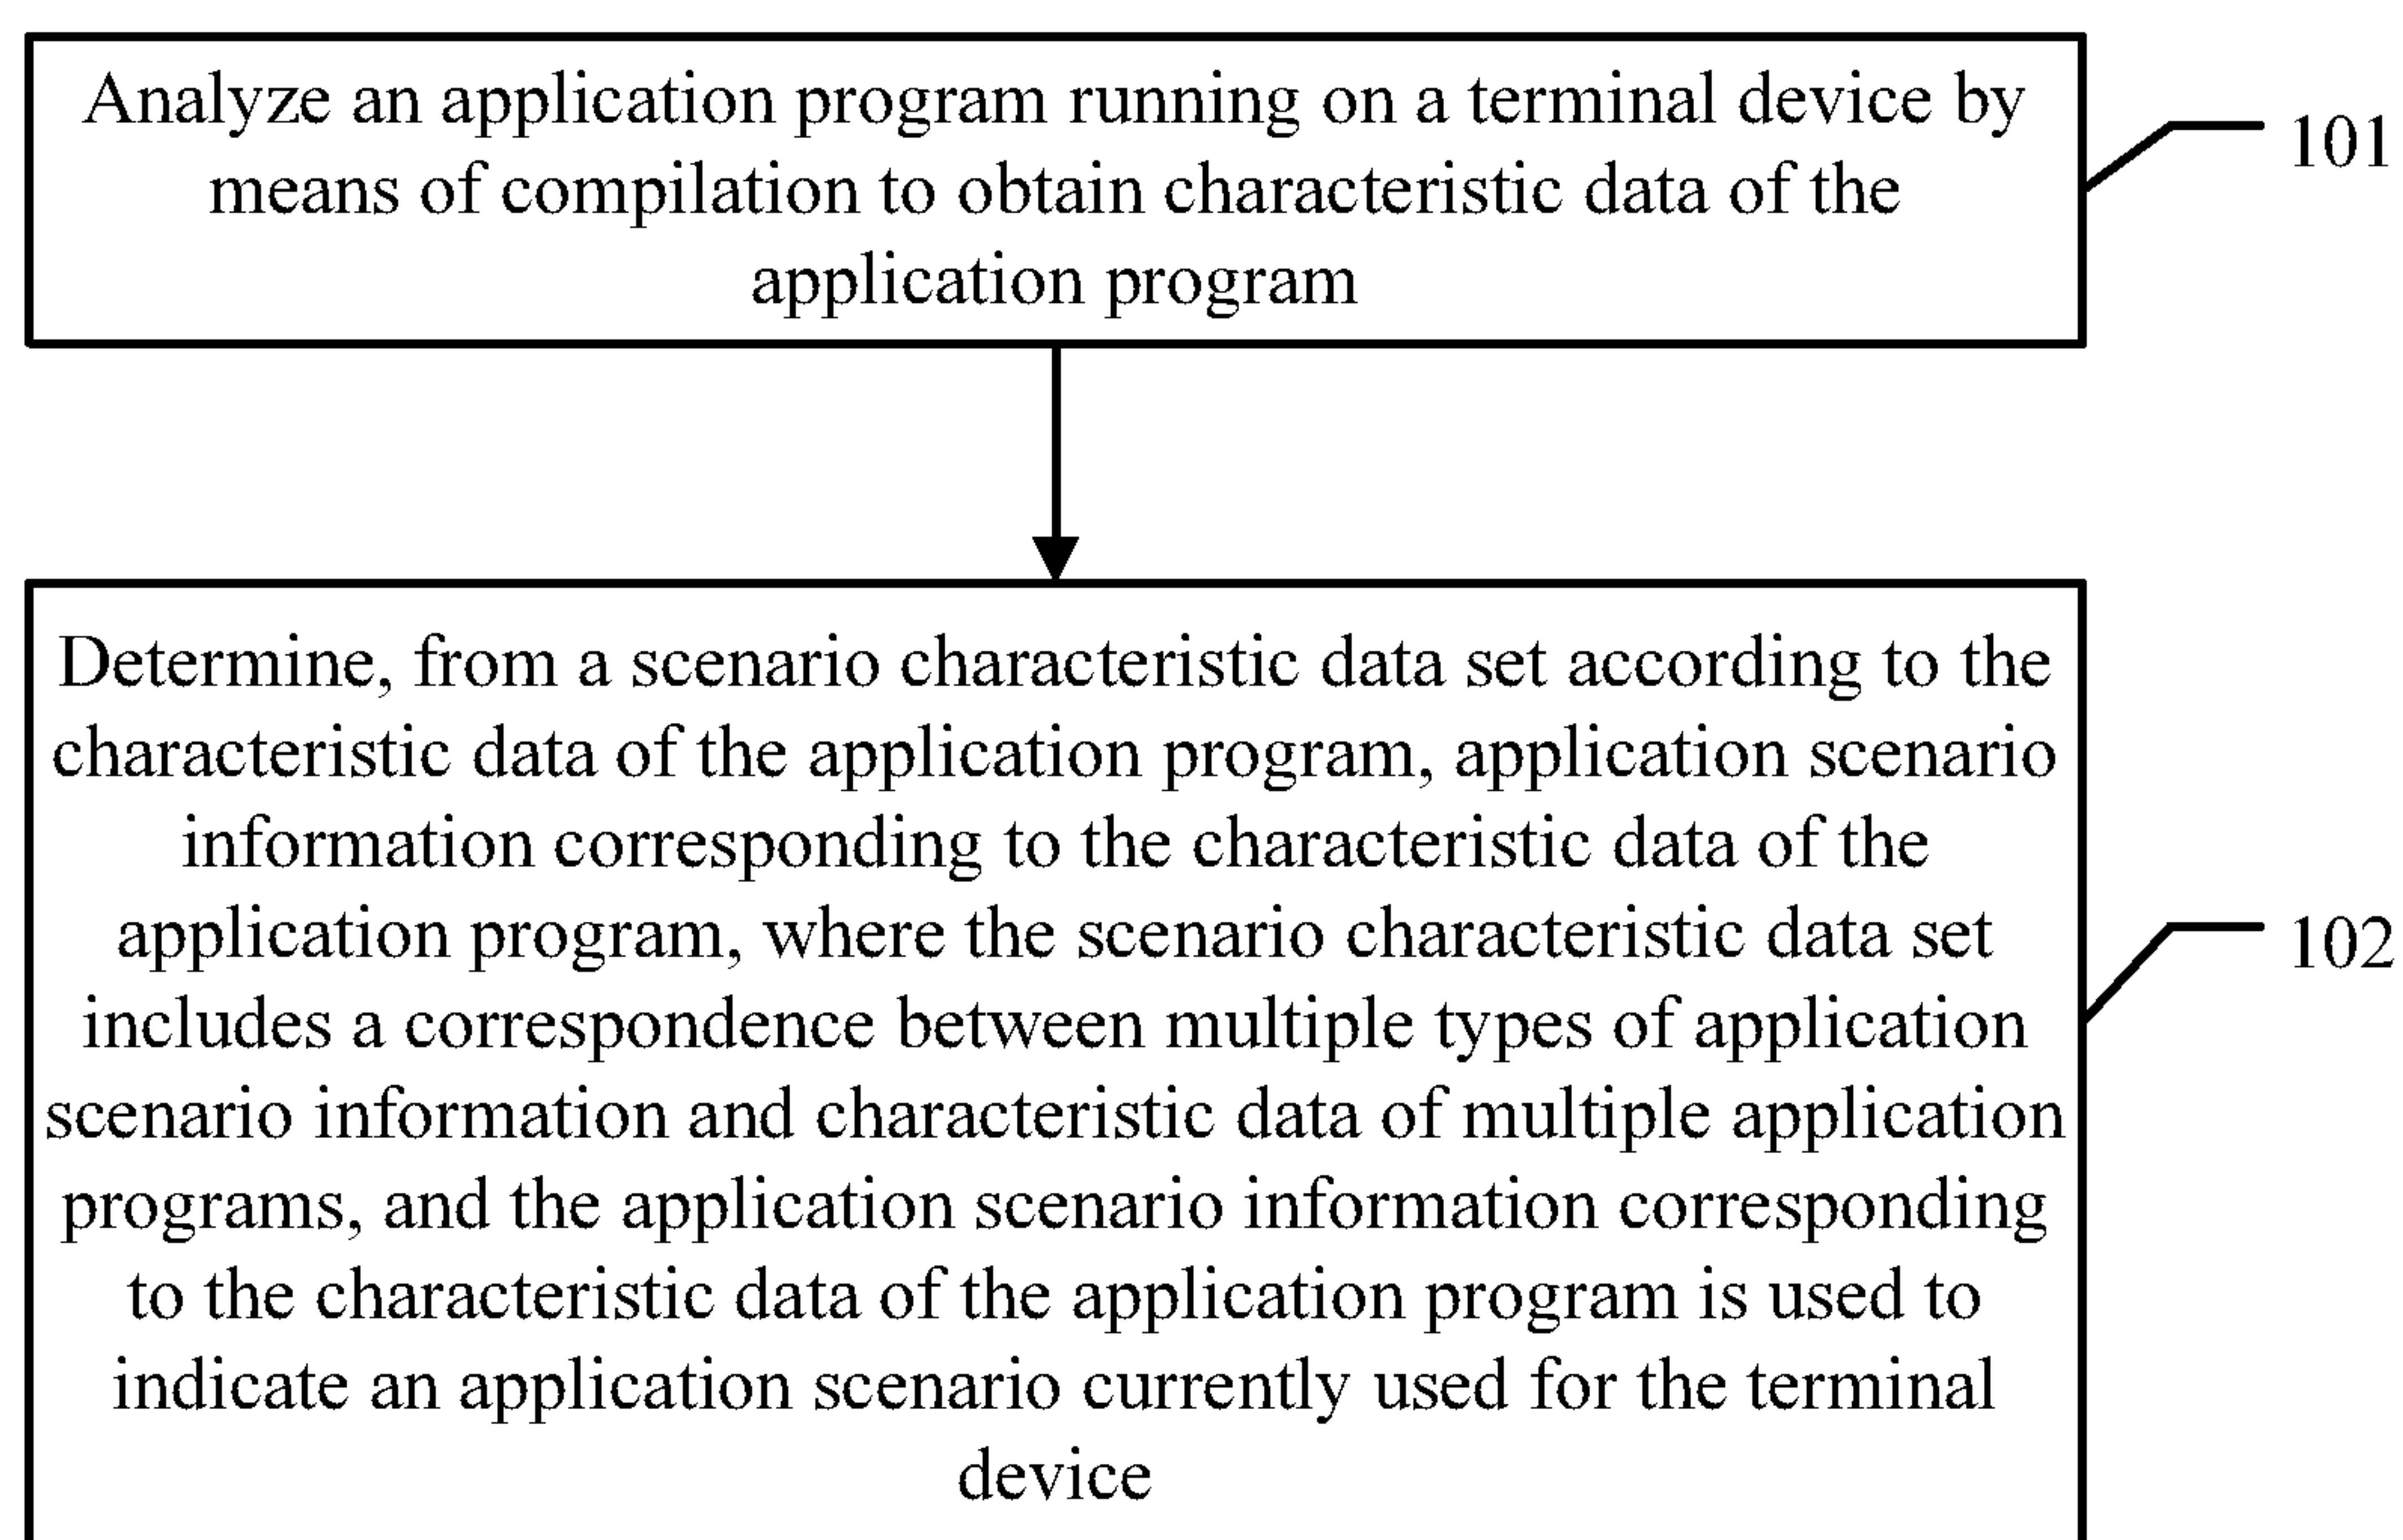 Analyze an application program running on a terminal device by
means of compilation to obtain characteristic data of the
application program
101
Determine, from a scenario characteristic data set according to the
characteristic data of the application program, application scenario
information corresponding to the characteristic data of the
application program, where the scenario characteristic data set
includes a correspondence between multiple types of application
scenario information and characteristic data of multiple application
programs, and the application scenario information corresponding
to the characteristic data of the application program is used to
indicate an application scenario currently used for the terminal
device
102